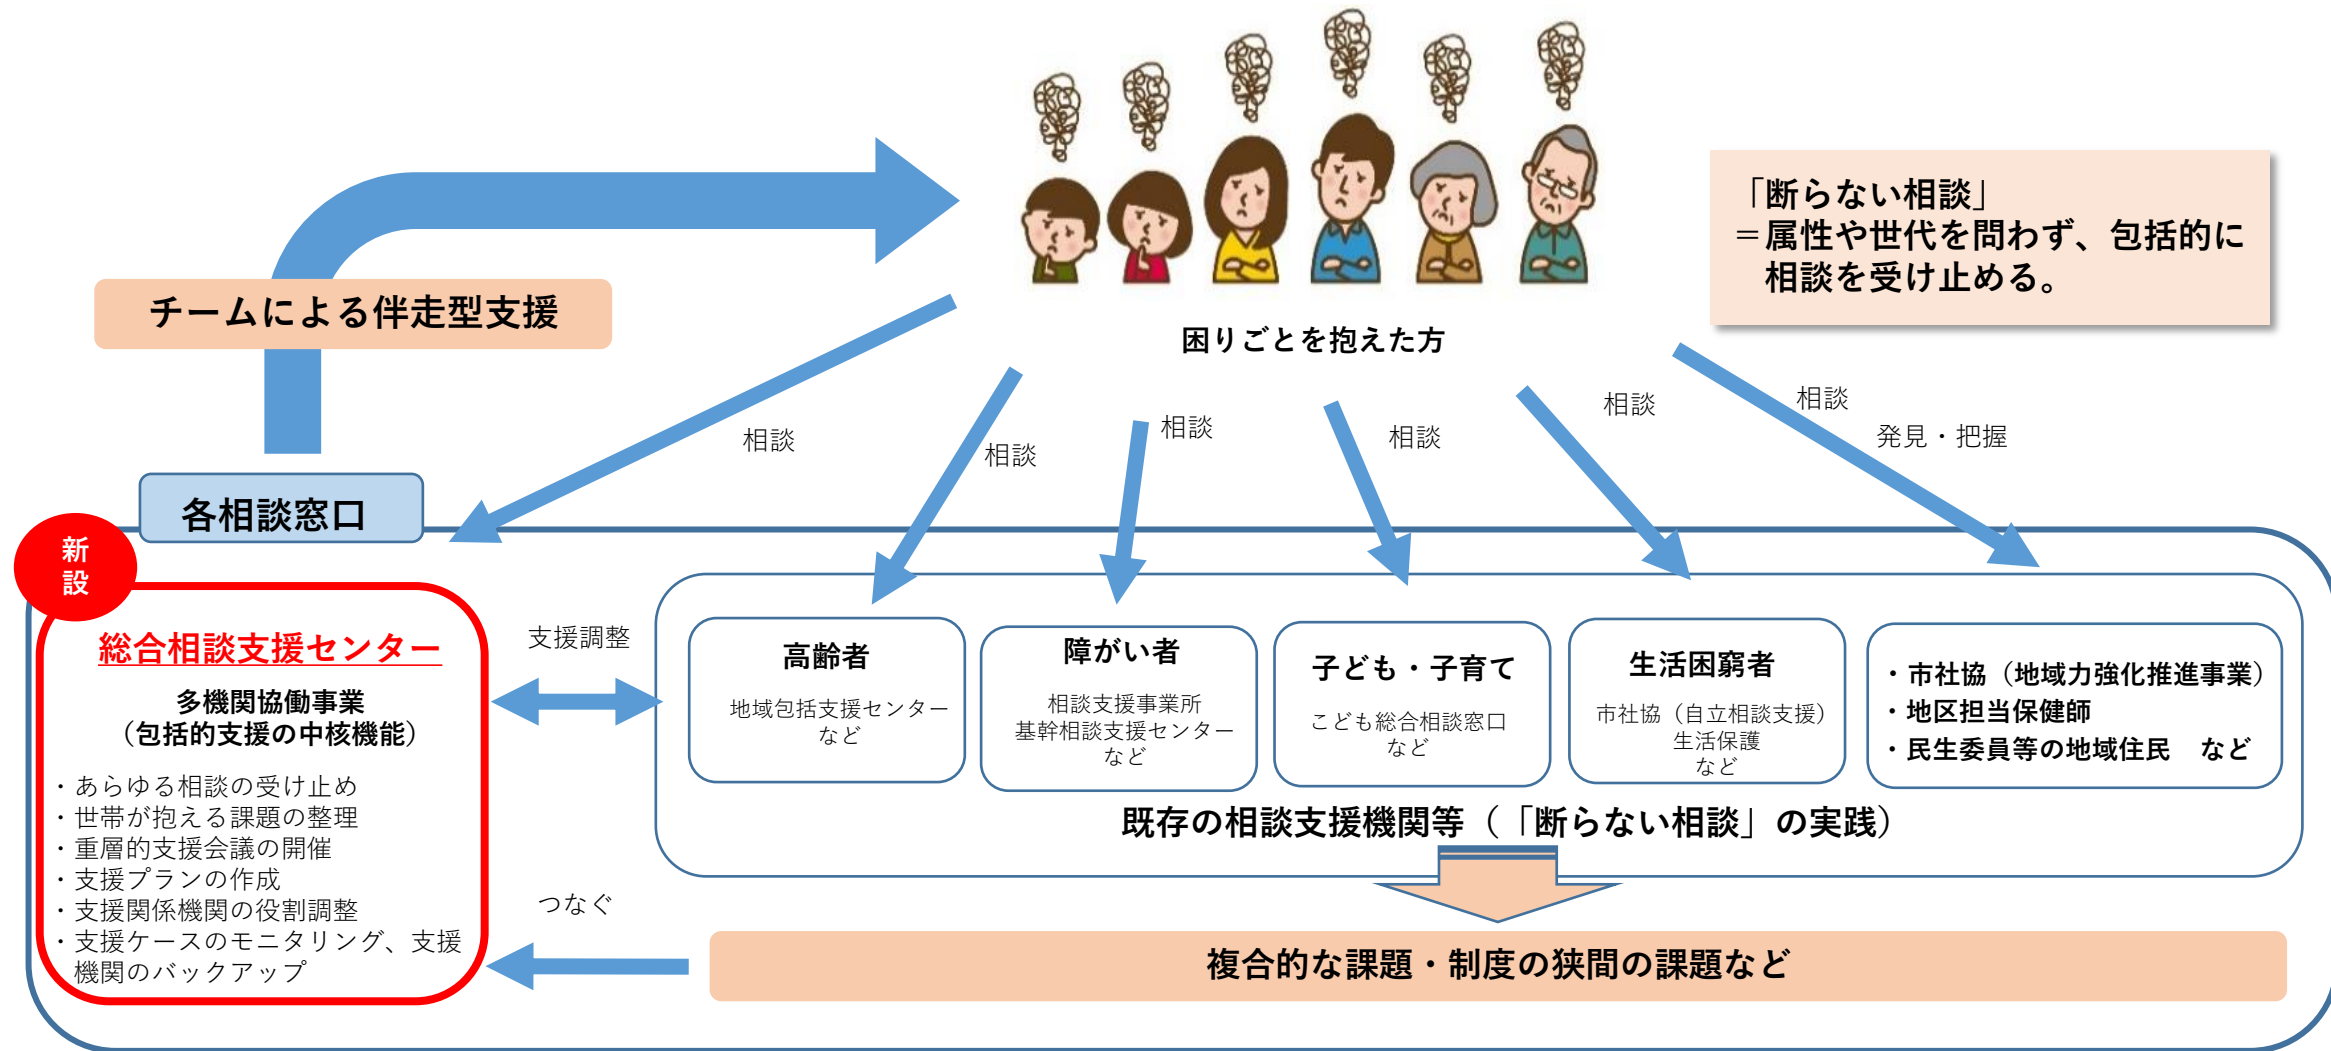 「断らない相談」
＝属性や世代を問わず、包括的に
相談を受け止める。
チームによる伴走型支援
困りごとを抱えた方
相談
相談
相談
相談
相談
相談
発見・把握
各相談窓口
新
設
総合相談支援センター
多機関協働事業
（包括的支援の中核機能）
・あらゆる相談の受け止め
・世帯が抱える課題の整理
・重層的支援会議の開催
・支援プランの作成
・支援関係機関の役割調整
・支援ケースのモニタリング、支援
機関のバックアップ
支援調整
高齢者
地域包括支援センター
など
障がい者
相談支援事業所
基幹相談支援センター
など
子ども・子育て
こども総合相談窓口
など
生活困窮者
市社協（自立相談支援）
生活保護
など
・市社協（地域力強化推進事業）
・地区担当保健師
・民生委員等の地域住民　など
既存の相談支援機関等（「断らない相談」の実践）
つなぐ
複合的な課題・制度の狭間の課題など